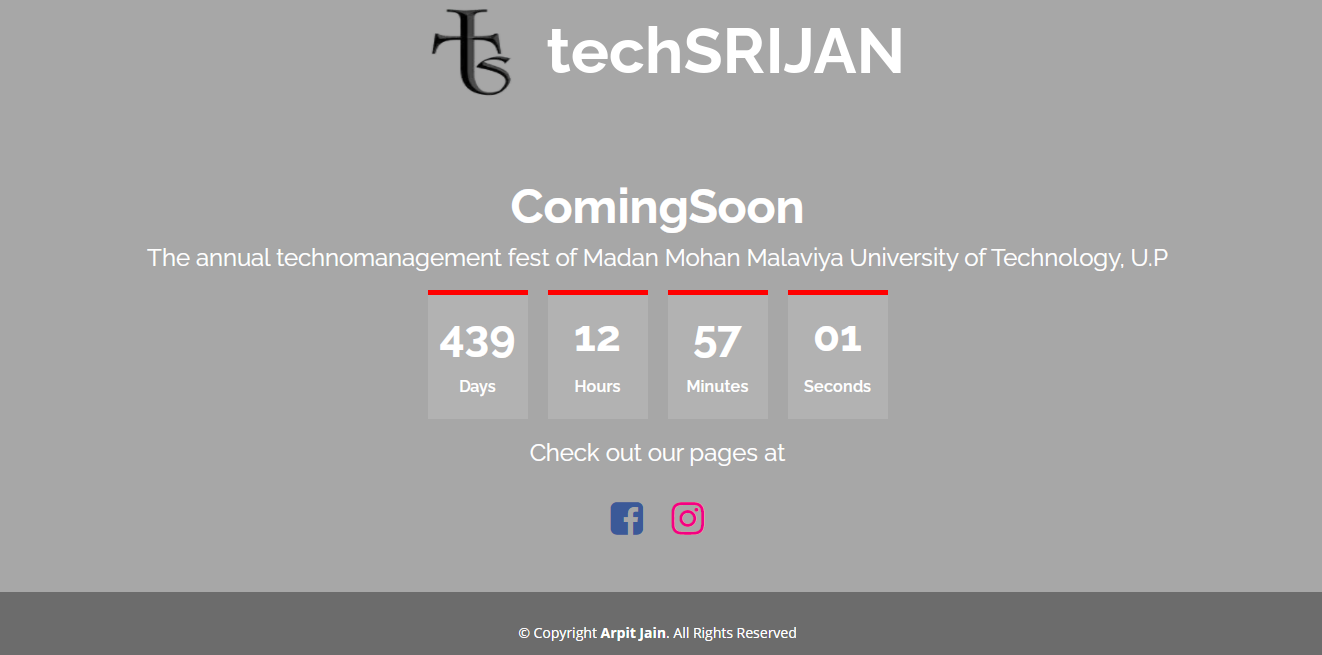 ts techSRIJAN
ComingSoon
The annual technomanagement fest of Madan Mohan Malaviya University of Technology, U.P
439 12 57 01
Days Hours Minutes Seconds
Check out our pages at
© Copyright Arpit Jain. All Rights Reserved